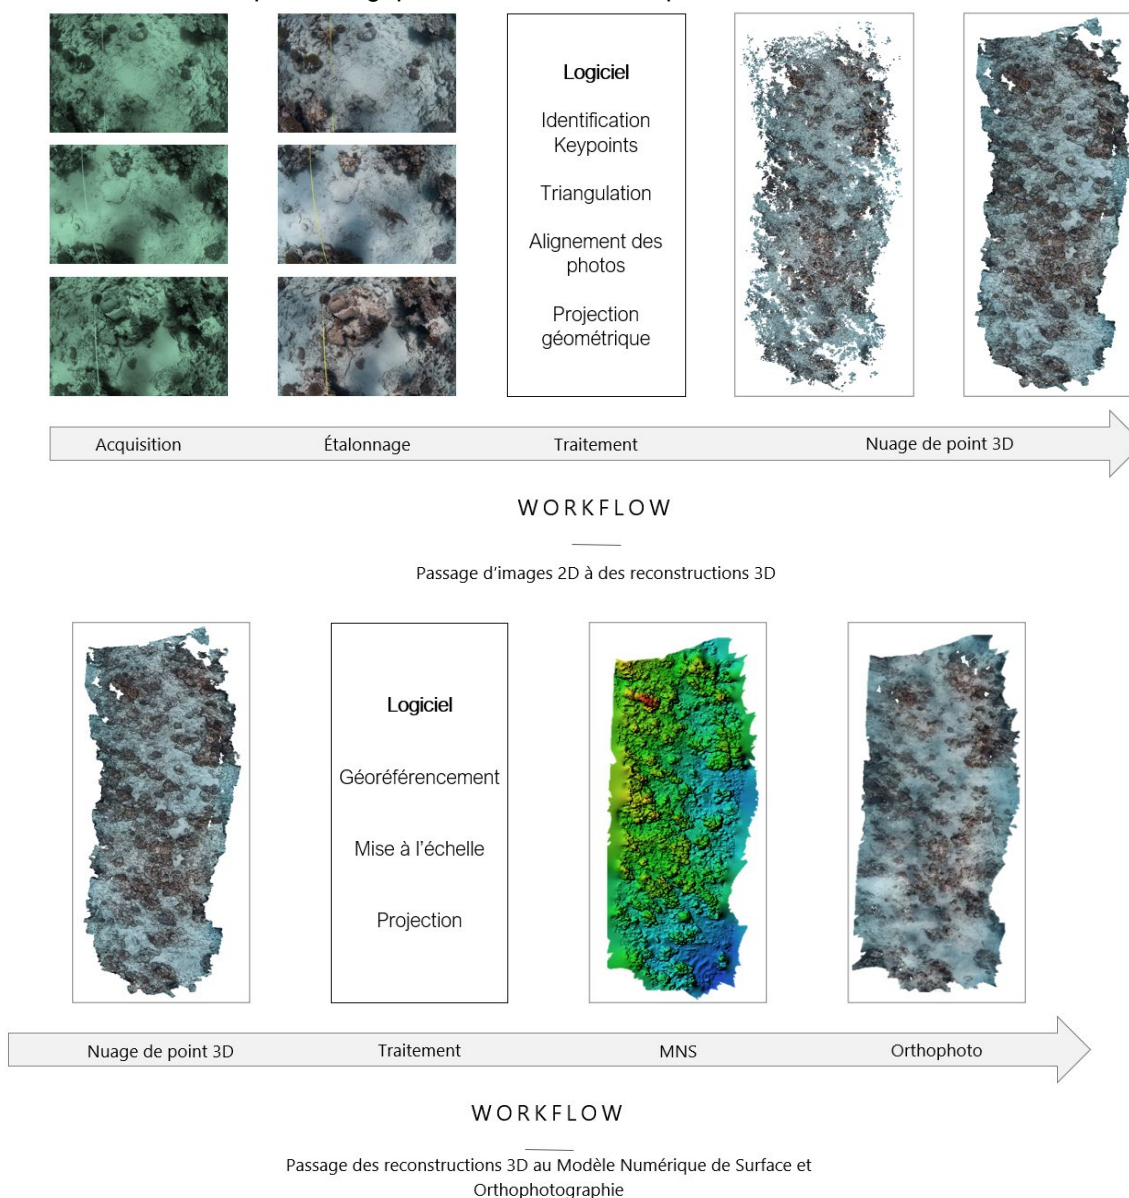 Logiciel
Identification
Keypoints
Triangulation
Alignement des
photos
Projection
géométrique
Acquisition
Étalonnage
Traitement
Nuage de point 3D
WORKFLOW
Passage d'images 2D à des reconstructions 3D
Logiciel
Géoréférencement
Mise à l'échelle
Projection
Nuage de point 3D
Traitement
MNS
Orthophoto
WORKFLOW
Passage des reconstructions 3D au Modèle Numérique de Surface et
Orthophotographie